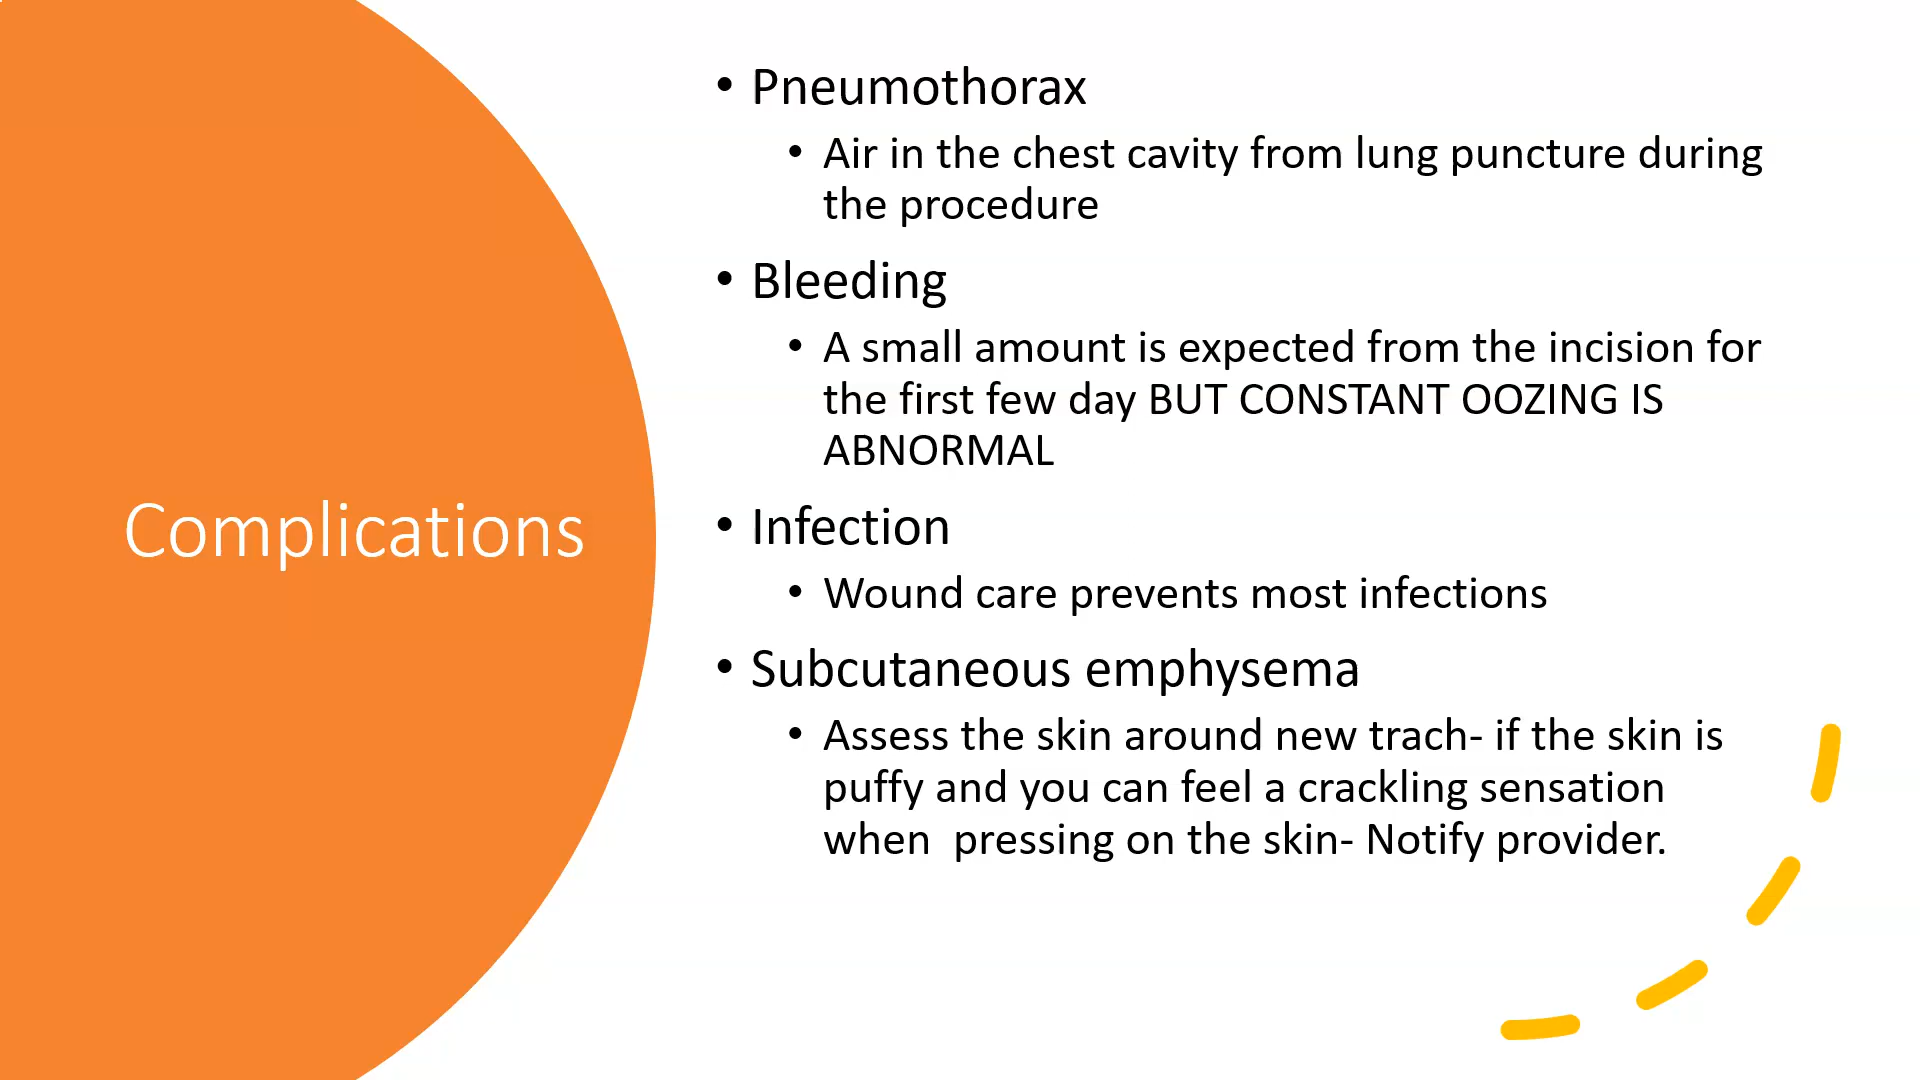 Complications
• Pneumothorax
• Air in the chest cavity from lung puncture during
the procedure
• Bleeding
• A small amount is expected from the incision for
the first few day BUT CONSTANT OOZING IS
ABNORMAL
• Infection
• Wound care prevents most infections
• Subcutaneous emphysema
• Assess the skin around new trach- if the skin is
puffy and you can feel a crackling sensation
when  pressing on the skin- Notify provider.